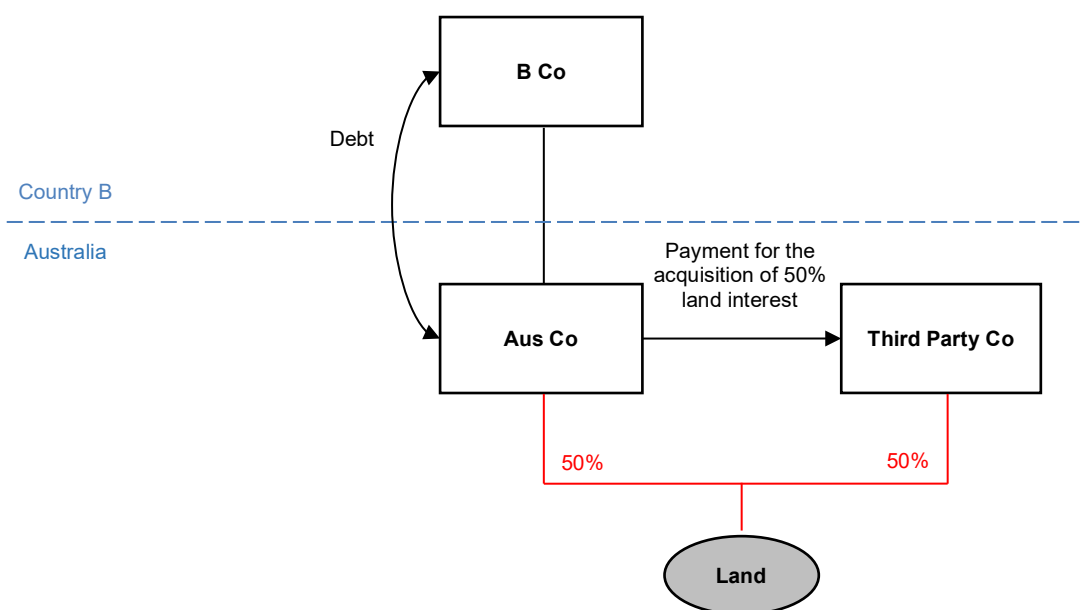 B Co
Debt
Country B
Australia
Payment for the
acquisition of 50%
land interest
Aus Co
Third Party Co
50%
50%
Land